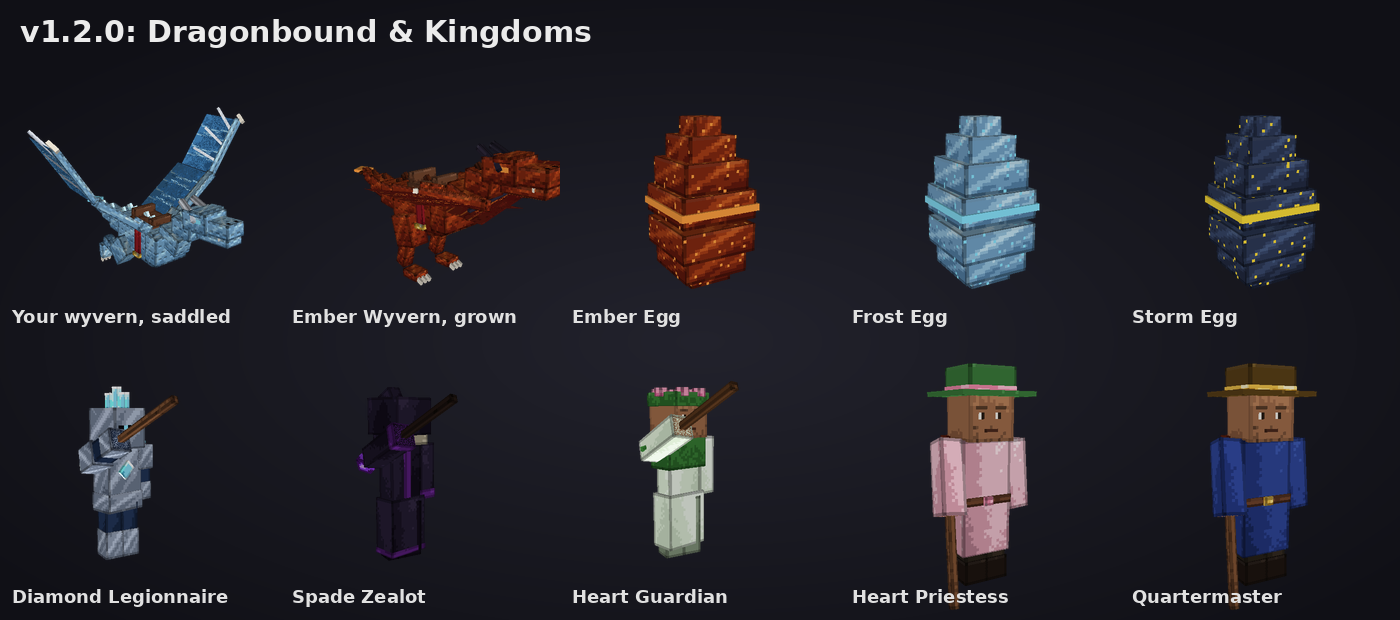 v1.2.0: Dragonbound & Kingdoms
Your wyvern, saddled
Ember Wyvern, grown
Ember Egg
Frost Egg
Storm Egg
Diamond Legionnaire
Spade Zealot
Heart Guardian
Heart Priestess
Quartermaster